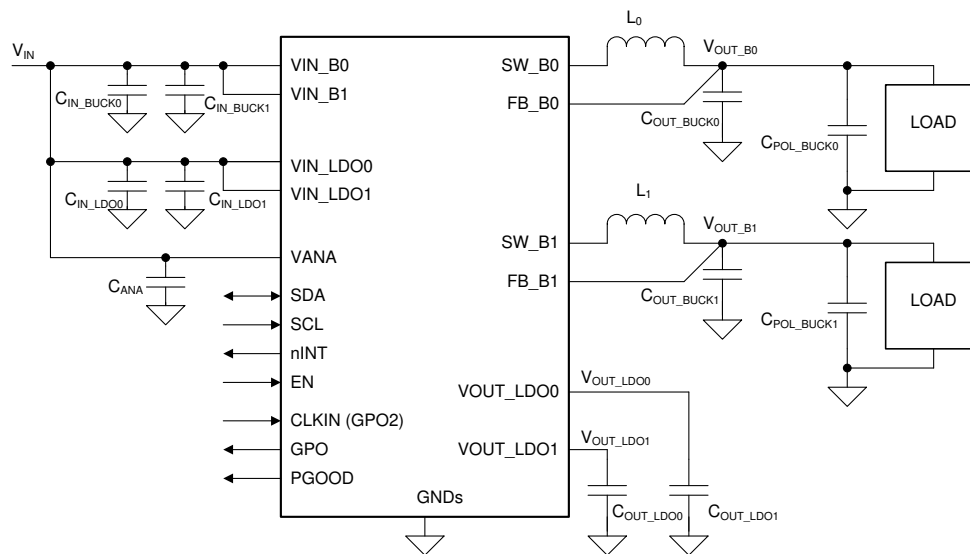 L0
VIN
VOUT_B0
VIN_B0
SW_B0
CIN_BUCK0
CIN_BUCK1
VIN_B1
FB_B0
COUT_BUCK0
CPOL_BUCK0
LOAD
VIN_LDO0
VIN_LDO1
CIN_LDO0
CIN_LDO1
L1
VOUT_B1
SW_B1
VANA
CANA
FB_B1
COUT_BUCK1
CPOL_BUCK1
LOAD
SDA
SCL
nINT
EN
VOUT_LDO0
VOUT_LDO0
CLKIN (GPO2)
GPO
VOUT_LDO1
VOUT_LDO1
PGOOD
GNDs
COUT_LDO0
COUT_LDO1